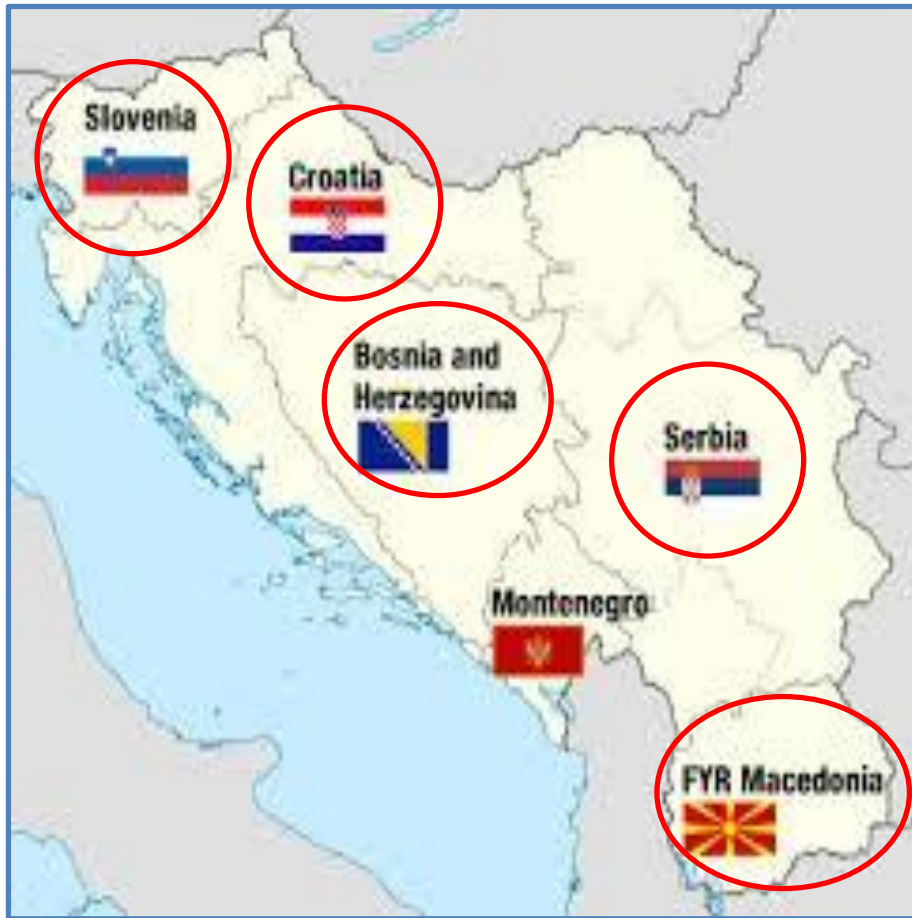 Slovenia
Croatia
Bosnia and
Herzegovina
Serbia
Montenegro
FYR Macedonia